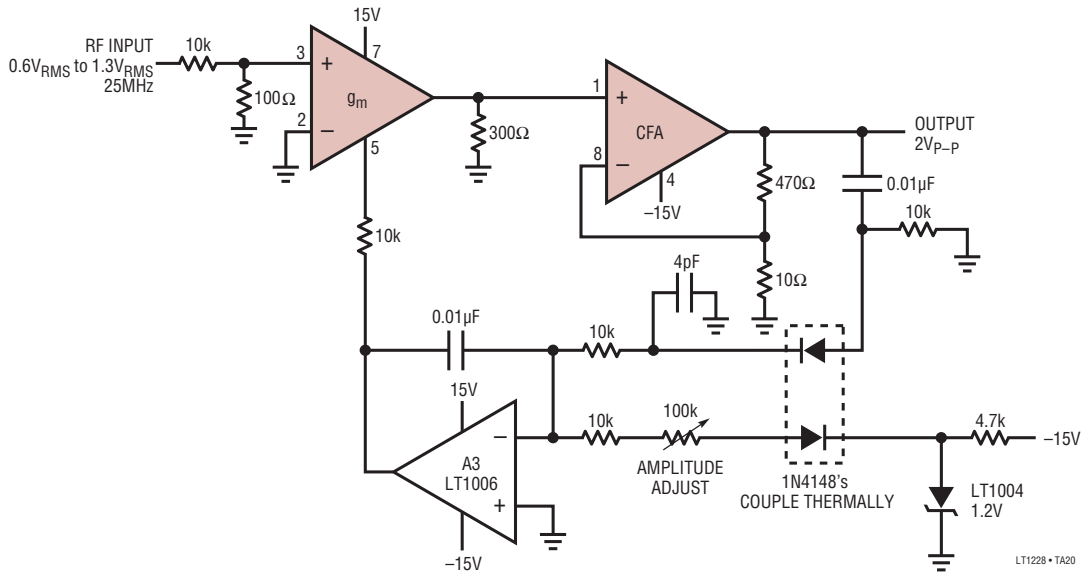 15V
RF INPUT
0.6VRMS to 1.3VRMS
25MHz
10k
3
+
7
gm
100Ω
2
–
5
300Ω
1
+
CFA
8
–
4
–15V
OUTPUT
2VP–P
470Ω
0.01µF
10k
10k
10Ω
4pF
0.01µF
10k
15V
–
A3
LT1006
+
–15V
10k
100k
AMPLITUDE
ADJUST
1N4148's
COUPLE THERMALLY
4.7k
–15V
LT1004
1.2V
LT1228 • TA20